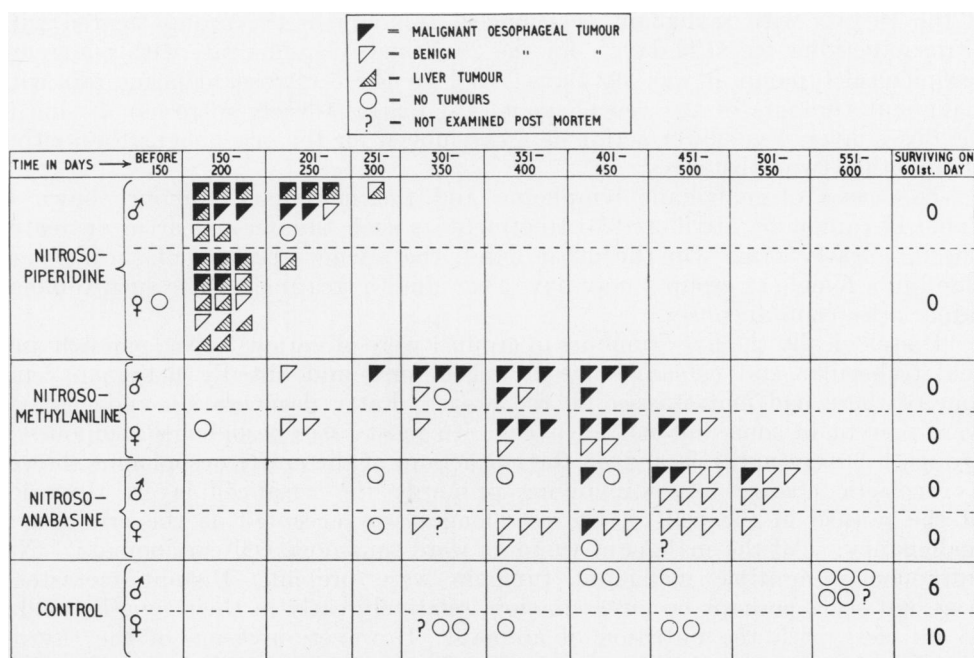 = MALIGNANT OESOPHAGEAL TUMOUR
- BENIGN " "
- LIVER TUMOUR
- NO TUMOURS
? - NOT EXAMINED POST MORTEM
TIME IN DAYS → BEFORE 150 150- 200 201- 250 251- 300 301- 350 351- 400 401- 450 451- 500 501- 550 551- 600 SURVIVING ON 601st. DAY
♂ 0
NITROSO-
PIPERIDINE
♀ 0
♂ 0
NITROSO-
METHYLANILINE
♀ 0
♂ 0
NITROSO-
ANABASINE
♀ ? ? 0
♂ ? 6
CONTROL
♀ ? 10